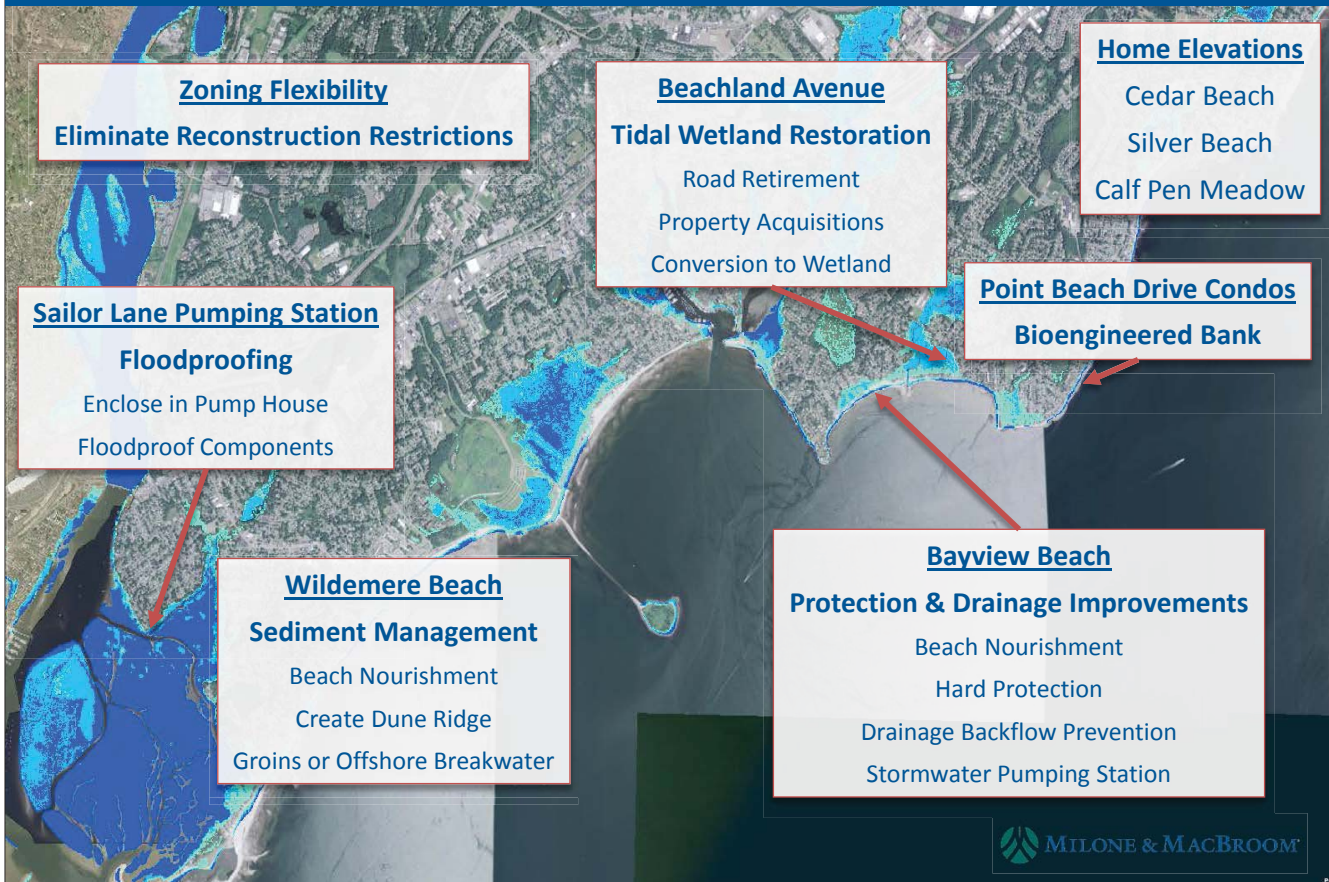 Zoning Flexibility
Eliminate Reconstruction Restrictions
Beachland Avenue
Tidal Wetland Restoration
Road Retirement
Property Acquisitions
Conversion to Wetland
Home Elevations
Cedar Beach
Silver Beach
Calf Pen Meadow
Sailor Lane Pumping Station
Floodproofing
Enclose in Pump House
Floodproof Components
Point Beach Drive Condos
Bioengineered Bank
Wildemere Beach
Sediment Management
Beach Nourishment
Create Dune Ridge
Groins or Offshore Breakwater
Bayview Beach
Protection & Drainage Improvements
Beach Nourishment
Hard Protection
Drainage Backflow Prevention
Stormwater Pumping Station
MILONE & MACBROOM